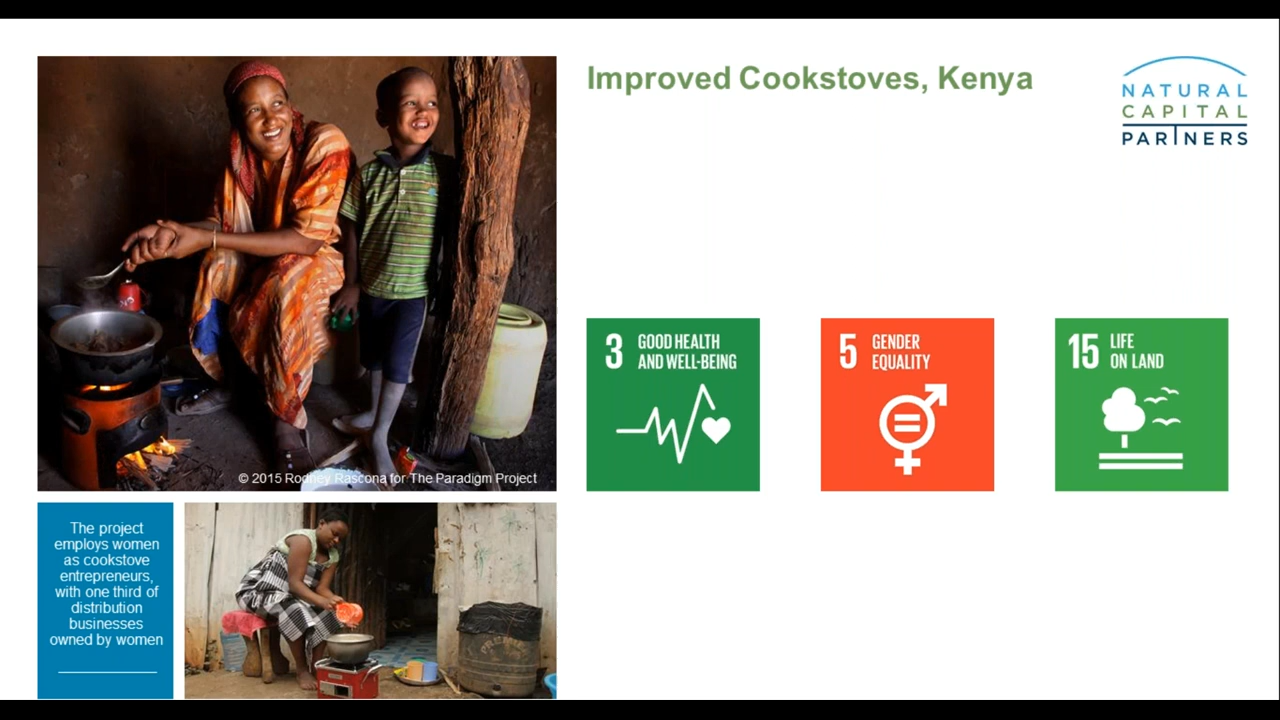 Improved Cookstoves, Kenya
NATURAL
CAPITAL
PARTNERS
3 GOOD HEALTH
AND WELL-BEING
5 GENDER
EQUALITY
15 LIFE
ON LAND
© 2015 Rodney Rascona for The Paradigm Project
The project
employs women
as cookstove
entrepreneurs,
with one third of
distribution
businesses
owned by women